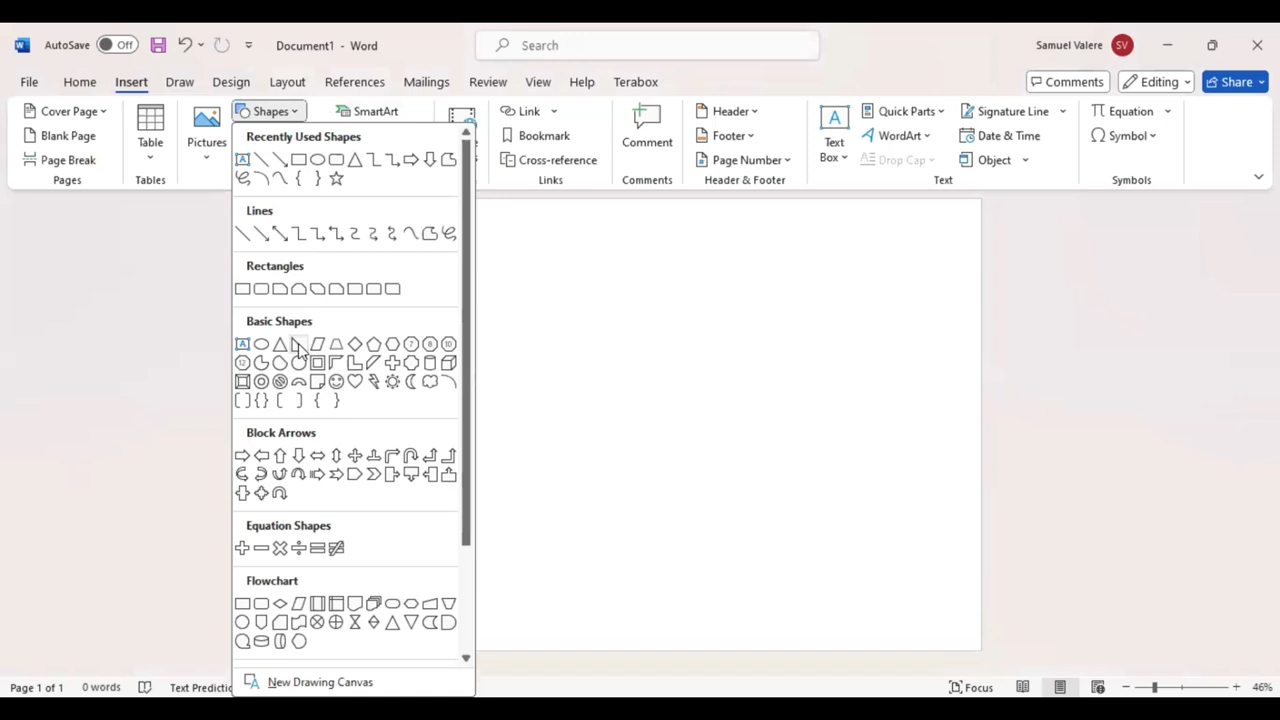 AutoSave Off Document1 - Word Search Samuel Valere SV
File Home Insert Draw Design Layout References Mailings Review View Help Terabox Comments Editing Share
Cover Page Blank Page Page Break Pages
Table Tables
Pictures
Shapes SmartArt
Link Bookmark Cross-reference Links
Comment Comments
Header Footer Page Number Header & Footer
Text Box Quick Parts WordArt Drop Cap Signature Line Date & Time Object Text
Equation Symbol Symbols
Recently Used Shapes
Lines
Rectangles
Basic Shapes
Block Arrows
Equation Shapes
Flowchart
New Drawing Canvas
Page 1 of 1 0 words Text Predictio Focus 46%